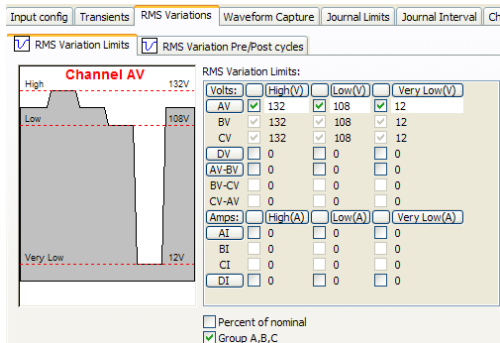 Input config Transients RMS Variations Waveform Capture Journal Limits Journal Interval Ch
RMS Variation Limits RMS Variation Pre/Post cycles
Channel AV
High 132V
Low 108V
Very Low 12V
RMS Variation Limits:
Volts: High(V) Low(V) Very Low(V)
AV 132 108 12
BV 132 108 12
CV 132 108 12
DV 0 0 0
AV-BV 0 0 0
BV-CV 0 0 0
CV-AV 0 0 0
Amps: High(A) Low(A) Very Low(A)
AI 0 0 0
BI 0 0 0
CI 0 0 0
DI 0 0 0
Percent of nominal
Group A,B,C